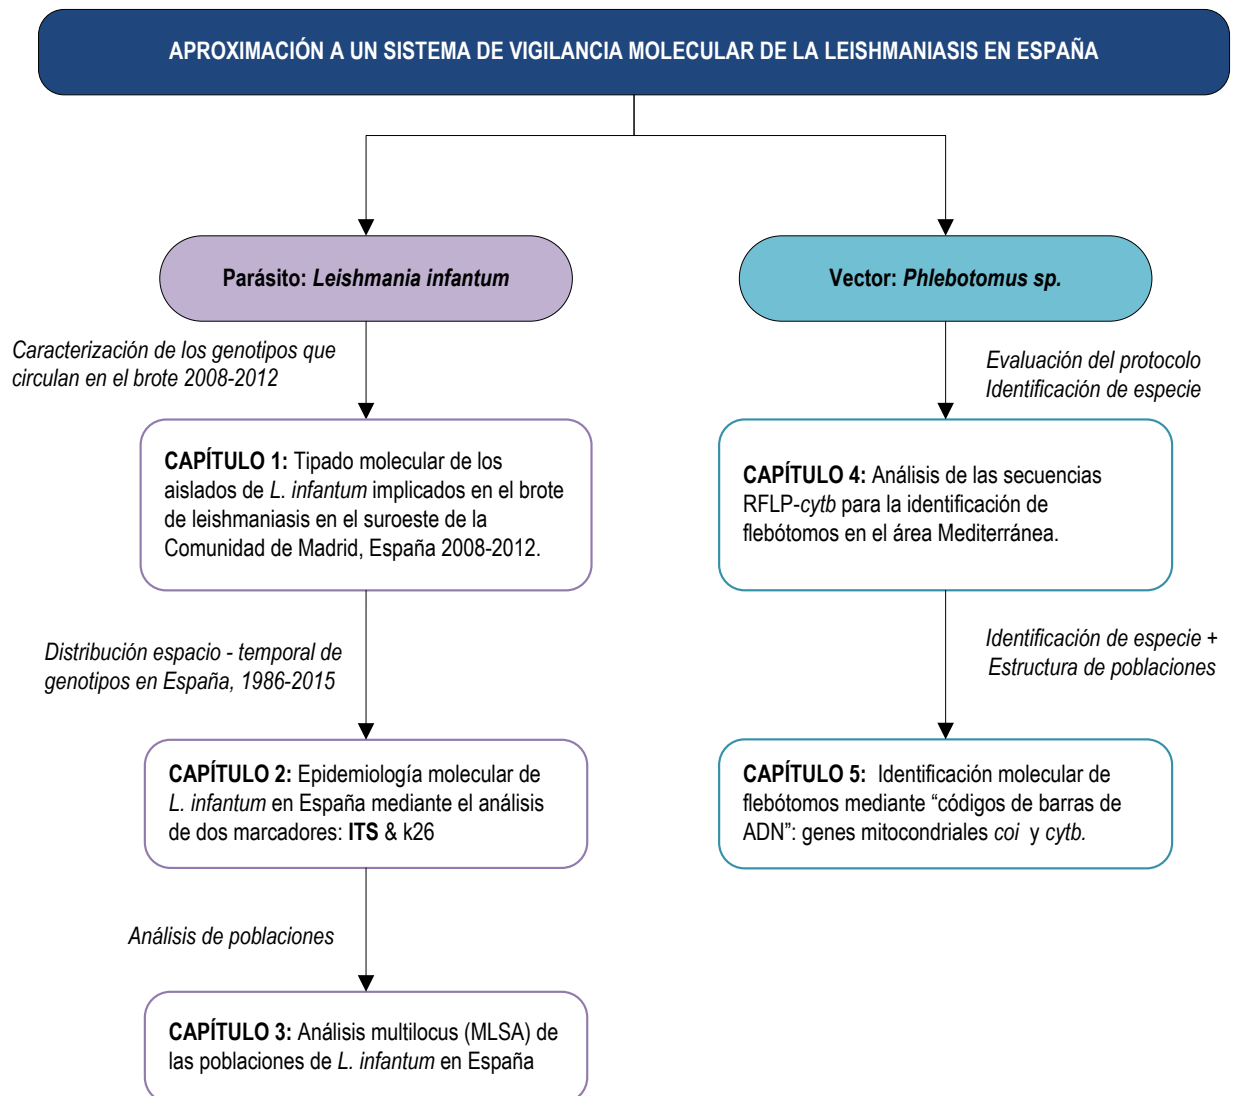 APROXIMACIÓN A UN SISTEMA DE VIGILANCIA MOLECULAR DE LA LEISHMANIASIS EN ESPAÑA
Parásito: Leishmania infantum
Caracterización de los genotipos que
circulan en el brote 2008-2012
CAPÍTULO 1: Tipado molecular de los
aislados de L. infantum implicados en el brote
de leishmaniasis en el suroeste de la
Comunidad de Madrid, España 2008-2012.
Distribución espacio - temporal de
genotipos en España, 1986-2015
CAPÍTULO 2: Epidemiología molecular de
L. infantum en España mediante el análisis
de dos marcadores: ITS & k26
Análisis de poblaciones
CAPÍTULO 3: Análisis multilocus (MLSA) de
las poblaciones de L. infantum en España
Vector: Phlebotomus sp.
Evaluación del protocolo
Identificación de especie
CAPÍTULO 4: Análisis de las secuencias
RFLP-cytb para la identificación de
flebótomos en el área Mediterránea.
Identificación de especie +
Estructura de poblaciones
CAPÍTULO 5: Identificación molecular de
flebótomos mediante “códigos de barras de
ADN”: genes mitocondriales coi y cytb.